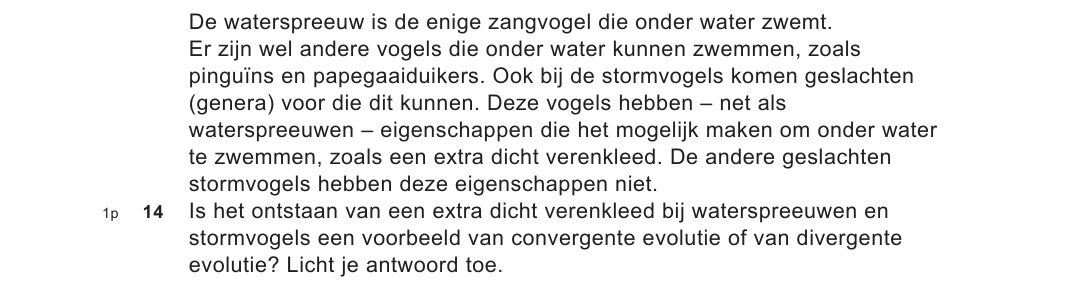 De waterspreeuw is de enige zangvogel die onder water zwemt.
Er zijn wel andere vogels die onder water kunnen zwemmen, zoals
pinguïns en papegaaiduikers. Ook bij de stormvogels komen geslachten
(genera) voor die dit kunnen. Deze vogels hebben – net als
waterspreeuwen – eigenschappen die het mogelijk maken om onder water
te zwemmen, zoals een extra dicht verenkleed. De andere geslachten
stormvogels hebben deze eigenschappen niet.
1p 14 Is het ontstaan van een extra dicht verenkleed bij waterspreeuwen en
stormvogels een voorbeeld van convergente evolutie of van divergente
evolutie? Licht je antwoord toe.